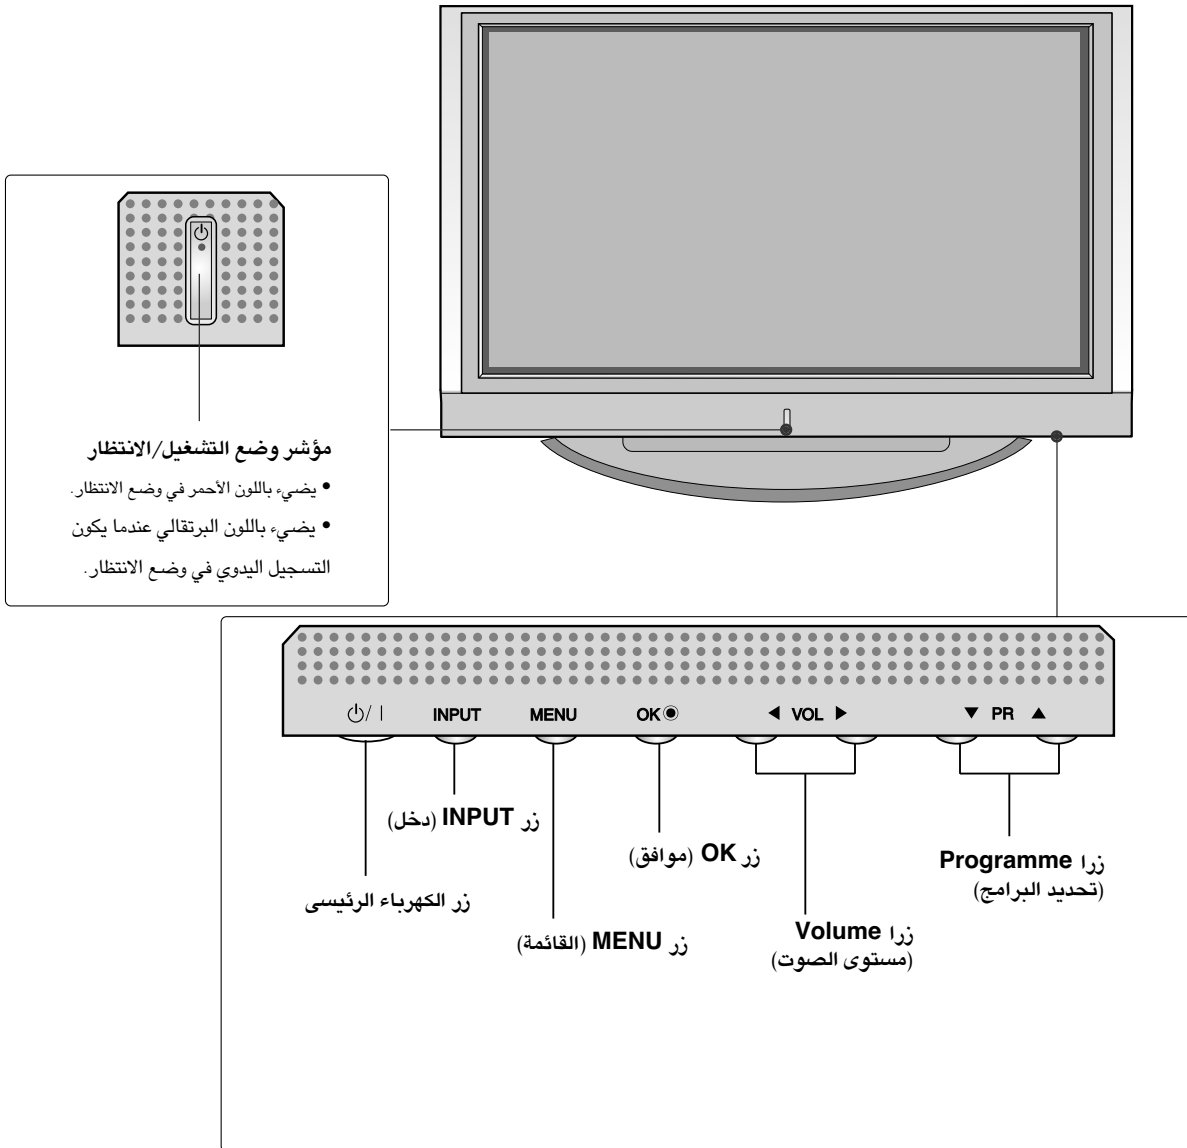 مؤشر وضع التشغيل/الانتظار
• يضيء باللون الأحمر في وضع الانتظار.
• يضيء باللون البرتقالي عندما يكون
التسجيل اليدوي في وضع الانتظار.
⏻/ I INPUT MENU OK◉ ◀ VOL ▶ ▼ PR ▲
زر INPUT (دخل)
زر OK (موافق)
زرا Programme
(تحديد البرامج)
زر الكهرباء الرئيسى
زر MENU (القائمة)
زرا Volume
(مستوى الصوت)